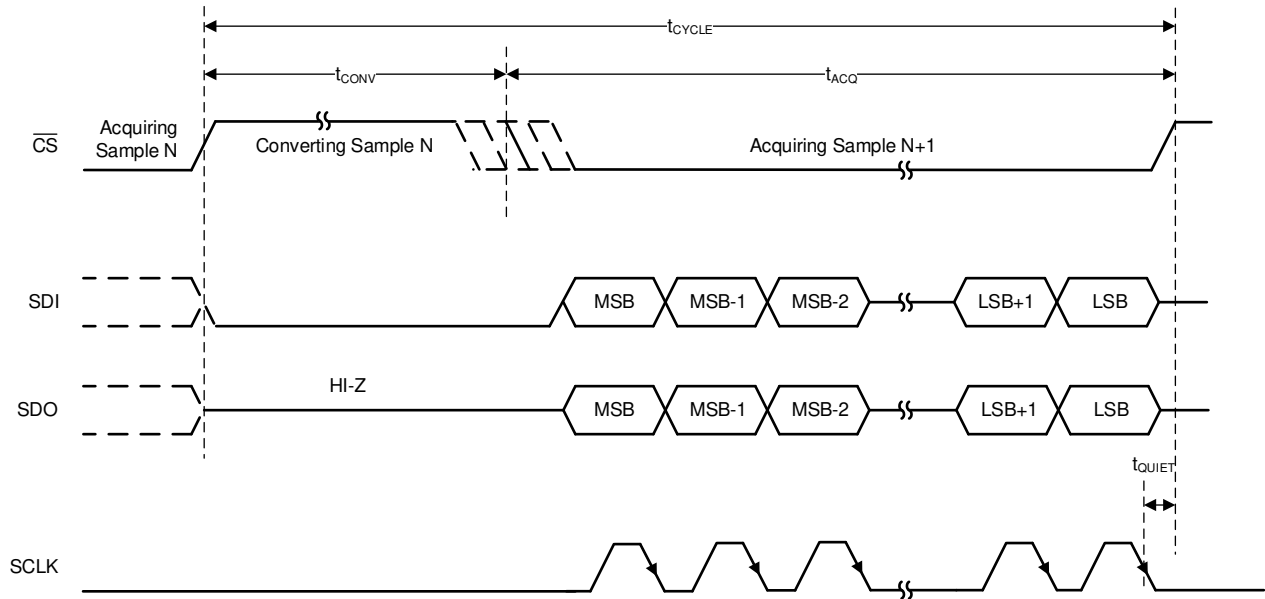 tCYCLE
tCONV
tACQ
CS
Acquiring
Sample N
Converting Sample N
Acquiring Sample N+1
SDI
MSB
MSB-1
MSB-2
LSB+1
LSB
HI-Z
SDO
MSB
MSB-1
MSB-2
LSB+1
LSB
tQUIET
SCLK